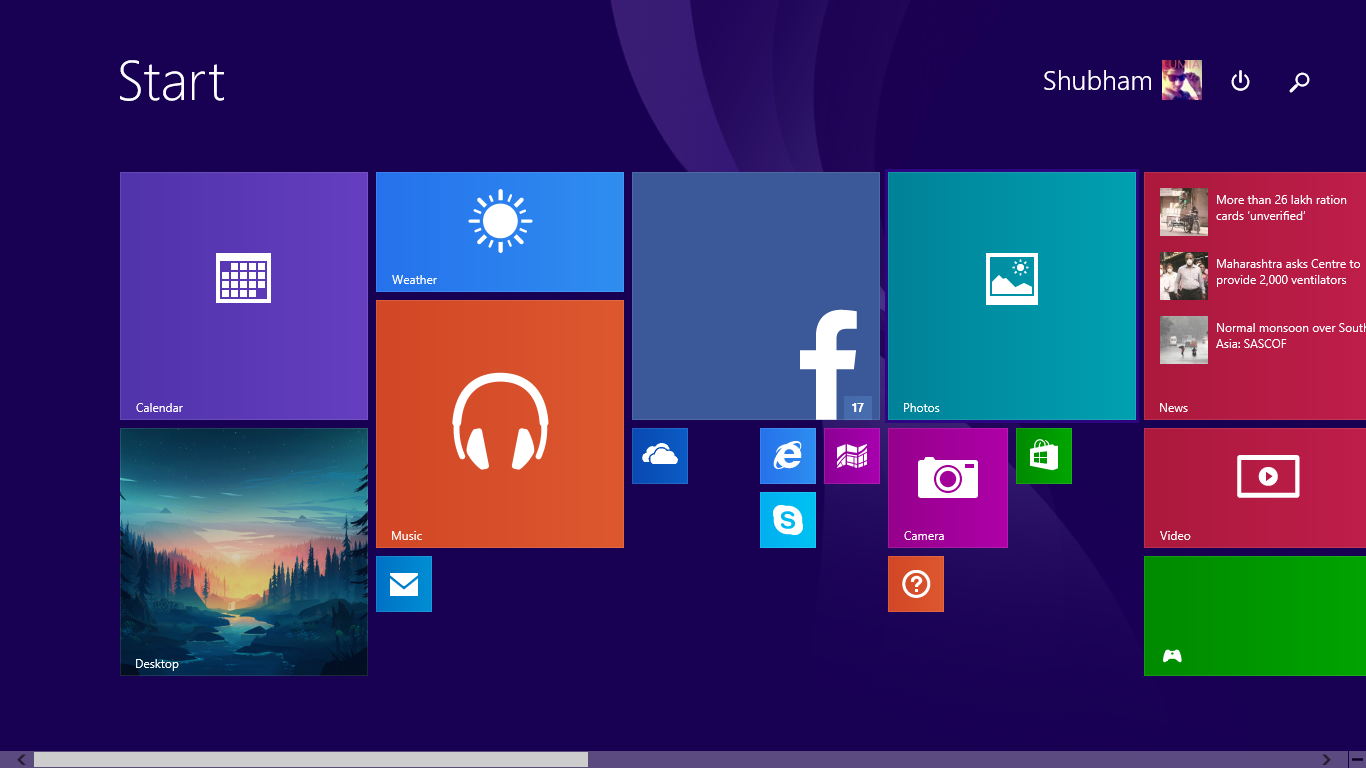 Start
Shubham
Calendar
Weather
17
Photos
More than 26 lakh ration
cards ‘unverified’
Maharashtra asks Centre to
provide 2,000 ventilators
Normal monsoon over South
Asia: SASCOF
News
Desktop
Music
Camera
Video